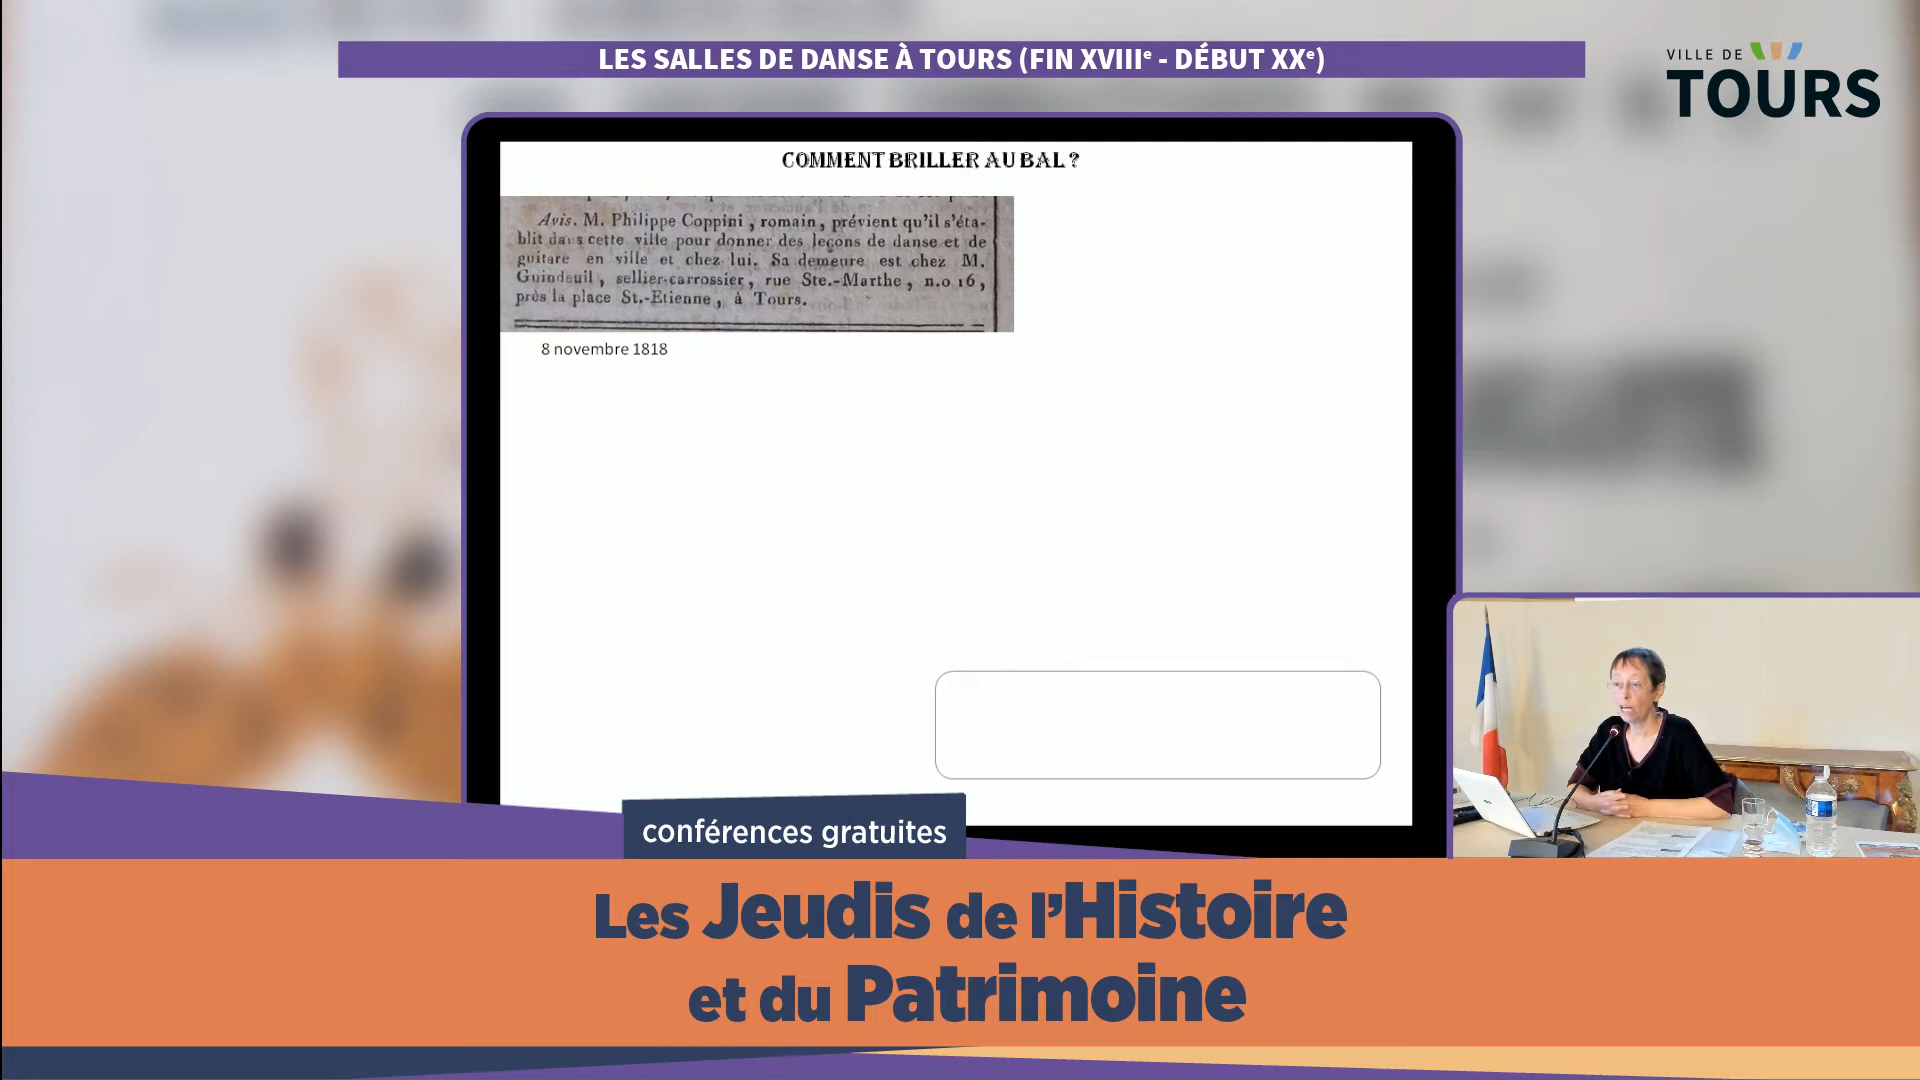 LES SALLES DE DANSE À TOURS (FIN XVIIIe - DÉBUT XXe)
VILLE DE
TOURS
COMMENT BRILLER AU BAL ?
Avis. M. Philippe Coppini, romain, prévient qu'il s'éta-
blit dans cette ville pour donner des leçons de danse et de
guitare en ville et chez lui. Sa demeure est chez M.
Guindeuil, sellier-carrossier, rue Ste.-Marthe, n.o 16,
près la place St.-Etienne, à Tours.
8 novembre 1818
conférences gratuites
Les Jeudis de l'Histoire
et du Patrimoine